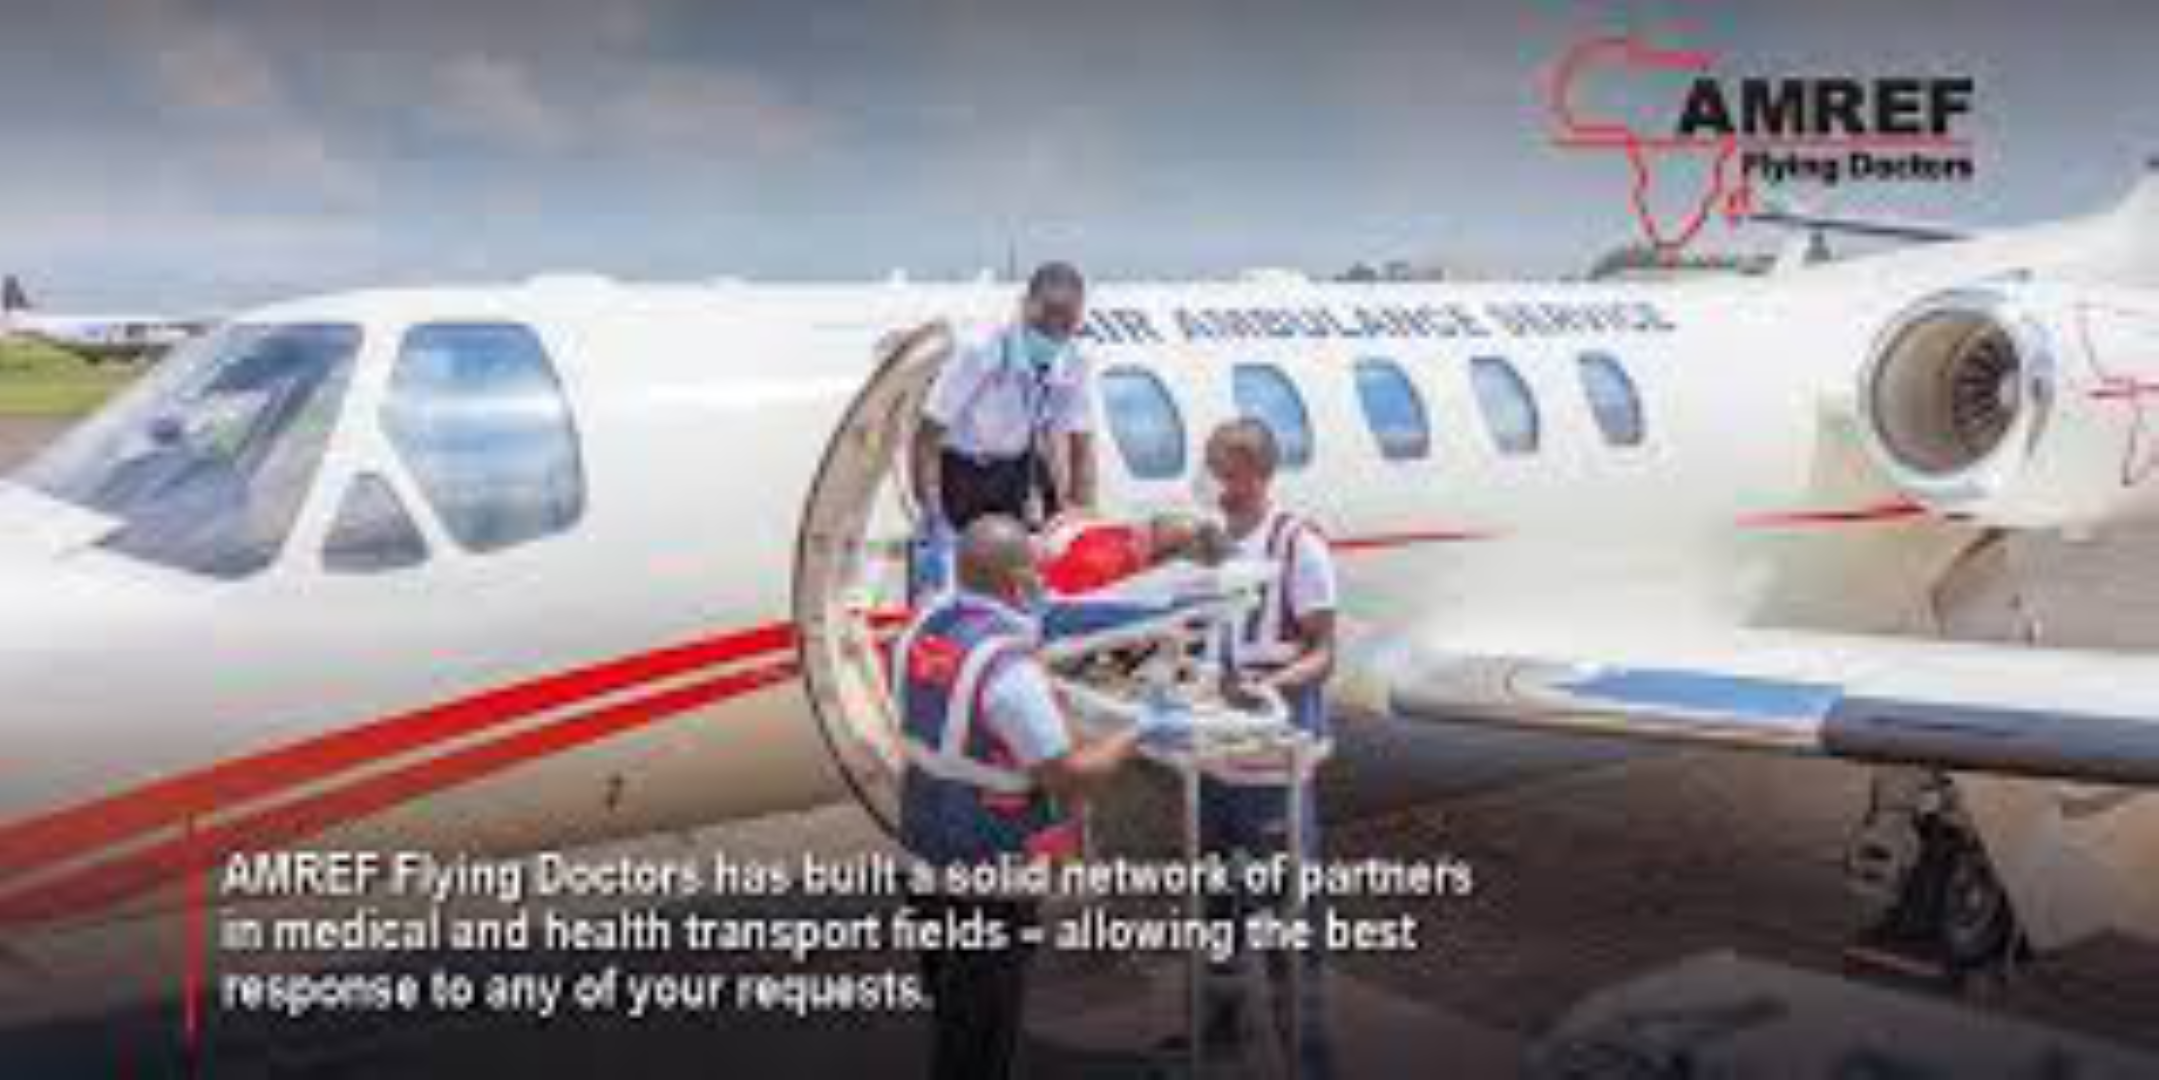 AMREF
Flying Doctors
AIR AMBULANCE SERVICE
AMREF Flying Doctors has built a solid network of partners
in medical and health transport fields – allowing the best
response to any of your requests.